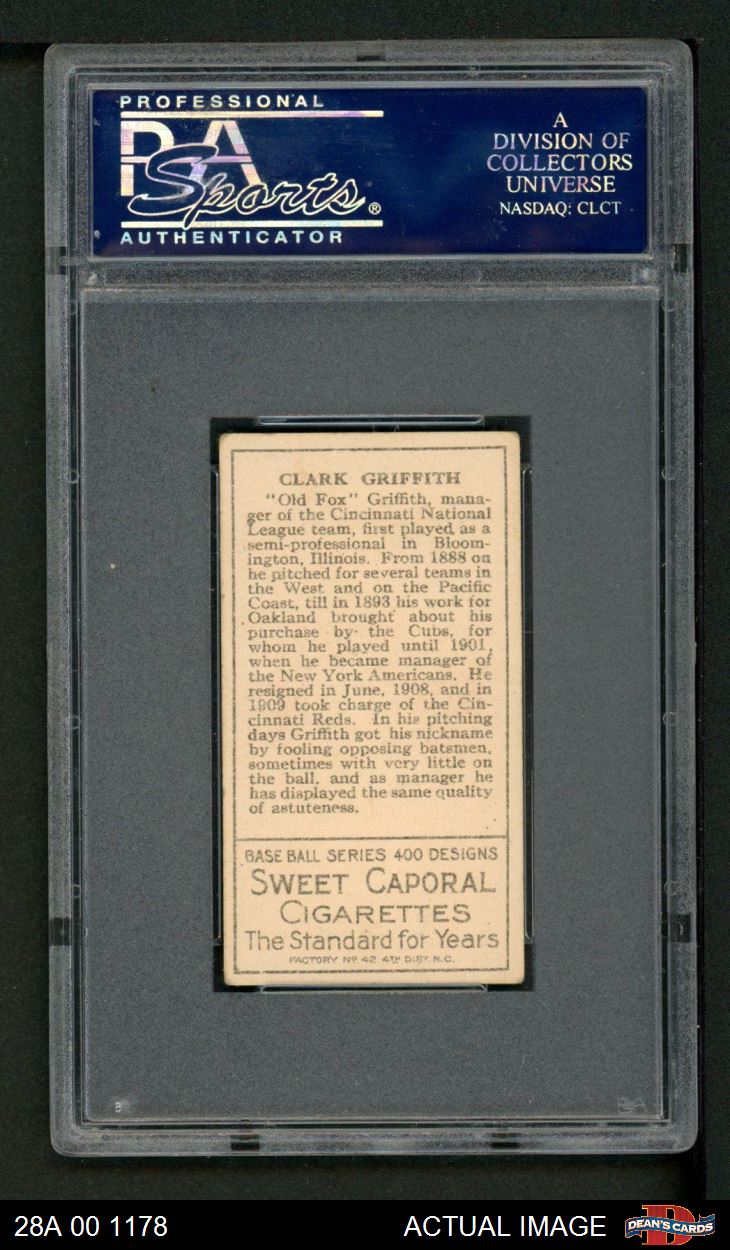 PROFESSIONAL
PSA
Sports®
AUTHENTICATOR
A
DIVISION OF
COLLECTORS
UNIVERSE
NASDAQ: CLCT
CLARK GRIFFITH
"Old Fox" Griffith, mana-
ger of the Cincinnati National
League team, first played as a
semi-professional in Bloom-
ington, Illinois. From 1888 on
he pitched for several teams in
the West and on the Pacific
Coast, till in 1893 his work for
Oakland brought about his
purchase by the Cubs, for
whom he played until 1901,
when he became manager of
the New York Americans. He
resigned in June, 1908, and in
1909 took charge of the Cin-
cinnati Reds. In his pitching
days Griffith got his nickname
by fooling opposing batsmen,
sometimes with very little on
the ball, and as manager he
has displayed the same quality
of astuteness.
BASE BALL SERIES 400 DESIGNS
SWEET CAPORAL
CIGARETTES
The Standard for Years
FACTORY Nº 42 4TH DIST. N.C.
28A 00 1178
ACTUAL IMAGE
DEAN'S CARDS